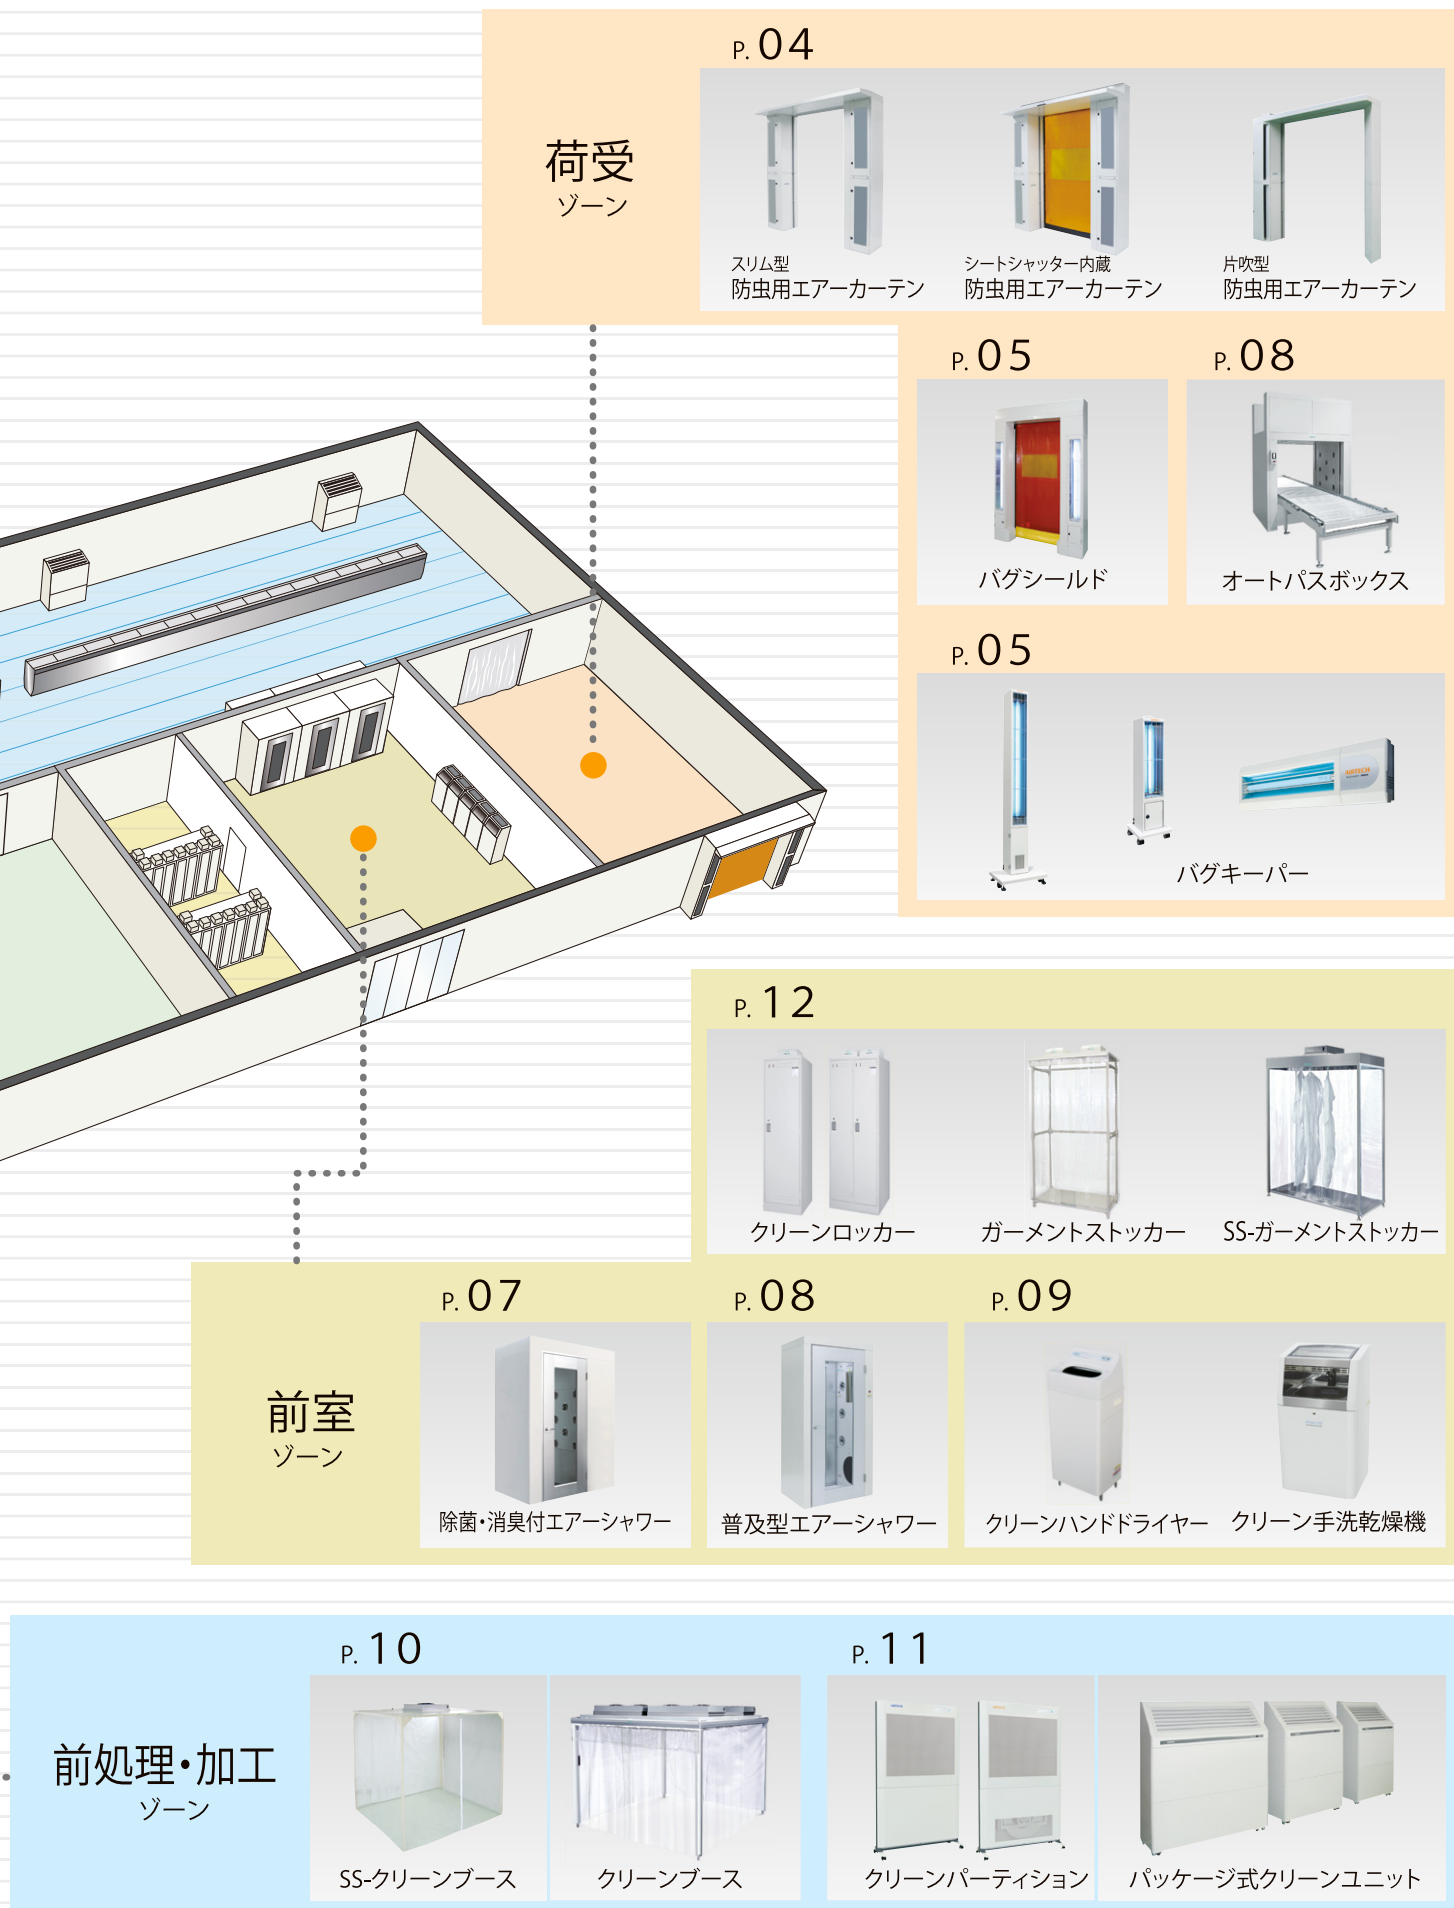 P. 04
荷受
ゾーン
スリム型
防虫用エアーカーテン
シートシャッター内蔵
防虫用エアーカーテン
片吹型
防虫用エアーカーテン
P. 05
バグシールド
P. 08
オートパスボックス
P. 05
AIRTECH
バグキーパー
P. 12
クリーンロッカー
ガーメントストッカー
SS-ガーメントストッカー
前室
ゾーン
P. 07
除菌・消臭付エアーシャワー
P. 08
普及型エアーシャワー
P. 09
クリーンハンドドライヤー
クリーン手洗乾燥機
前処理・加工
ゾーン
P. 10
SS-クリーンブース
クリーンブース
P. 11
クリーンパーティション
パッケージ式クリーンユニット